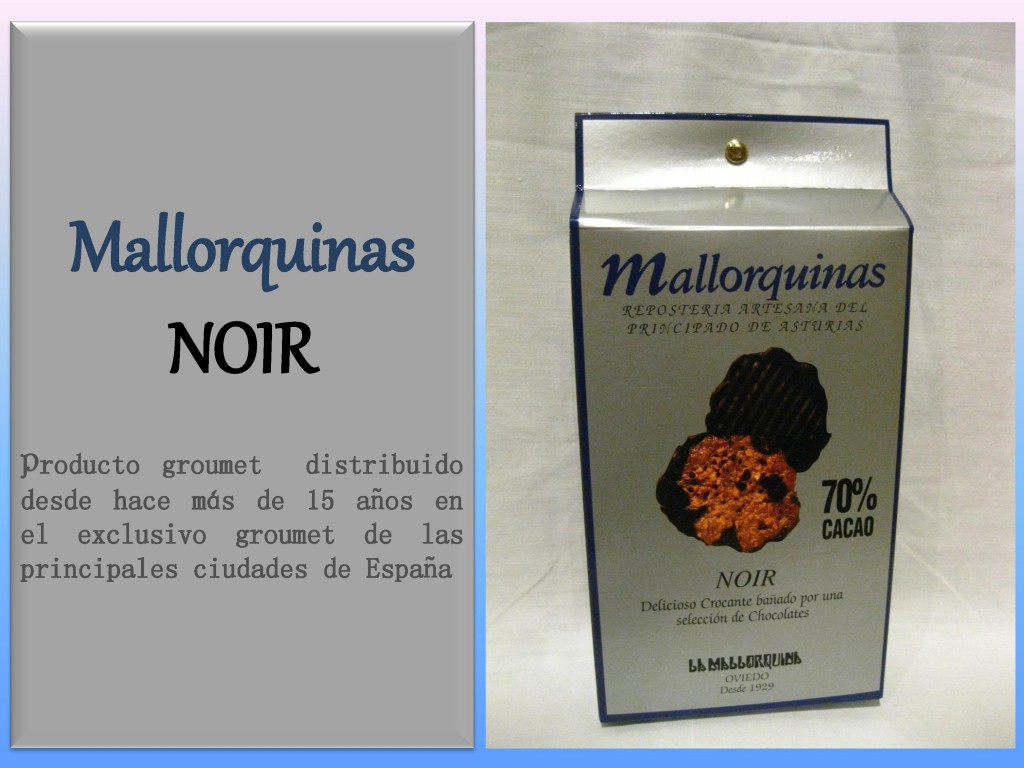 Mallorquinas
NOIR
Producto groumet distribuido
desde hace más de 15 años en
el exclusivo groumet de las
principales ciudades de España
Mallorquinas
REPOSTERIA ARTESANA DEL
PRINCIPADO DE ASTURIAS
70%
CACAO
NOIR
Delicioso Crocante bañado por una
selección de Chocolates
LA MALLORQUINA
OVIEDO
Desde 1929